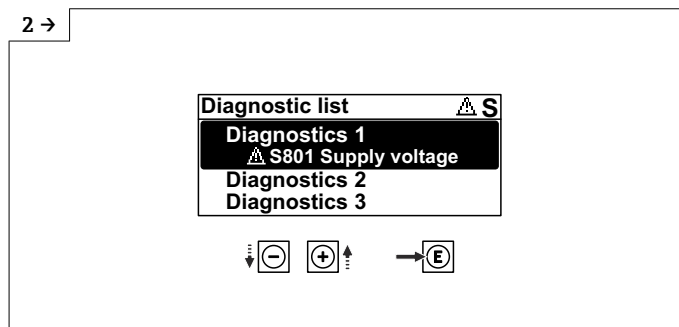 2 →
Diagnostic list ⚠ S
Diagnostics 1
⚠ S801 Supply voltage
Diagnostics 2
Diagnostics 3
− + E